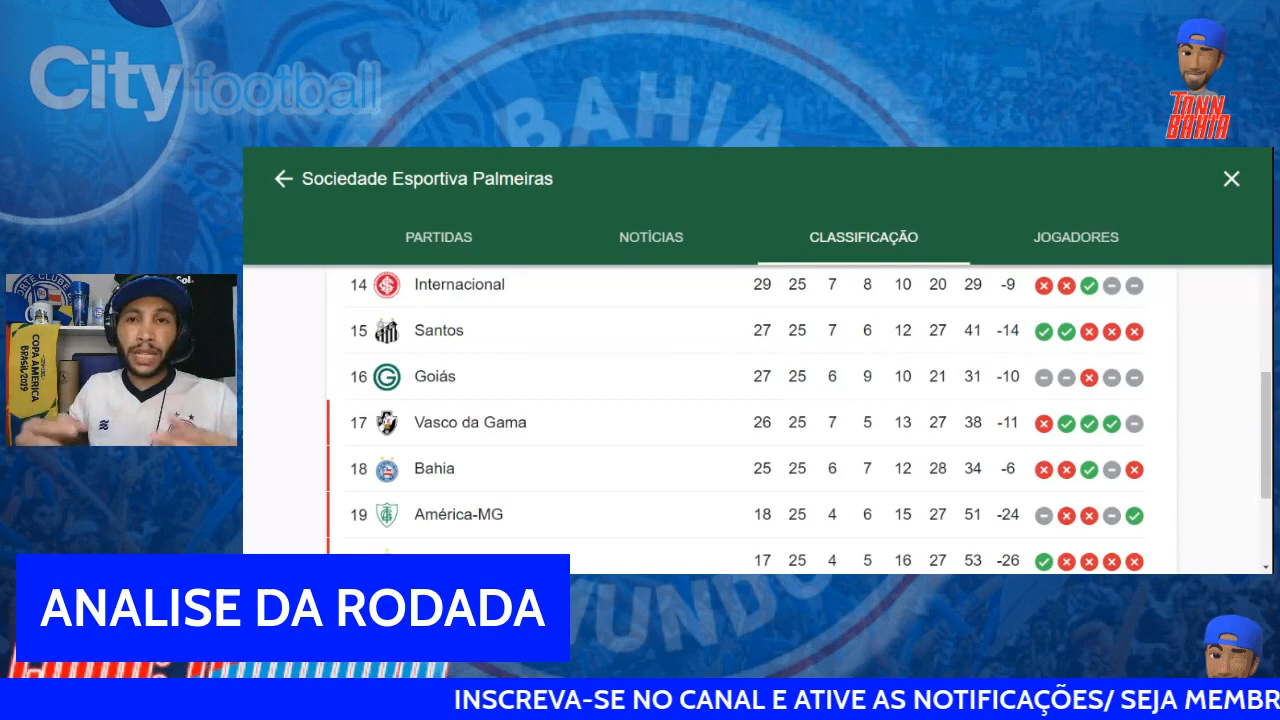 City football
BAHIA
TONN
BAHIA
Sociedade Esportiva Palmeiras
PARTIDAS NOTÍCIAS CLASSIFICAÇÃO JOGADORES
14 Internacional 29 25 7 8 10 20 29 -9
15 Santos 27 25 7 6 12 27 41 -14
16 Goiás 27 25 6 9 10 21 31 -10
17 Vasco da Gama 26 25 7 5 13 27 38 -11
18 Bahia 25 25 6 7 12 28 34 -6
19 América-MG 18 25 4 6 15 27 51 -24
17 25 4 5 16 27 53 -26
COPA AMERICA
BRASIL 2019
ANALISE DA RODADA
MUNDO
INSCREVA-SE NO CANAL E ATIVE AS NOTIFICAÇÕES/ SEJA MEMBR